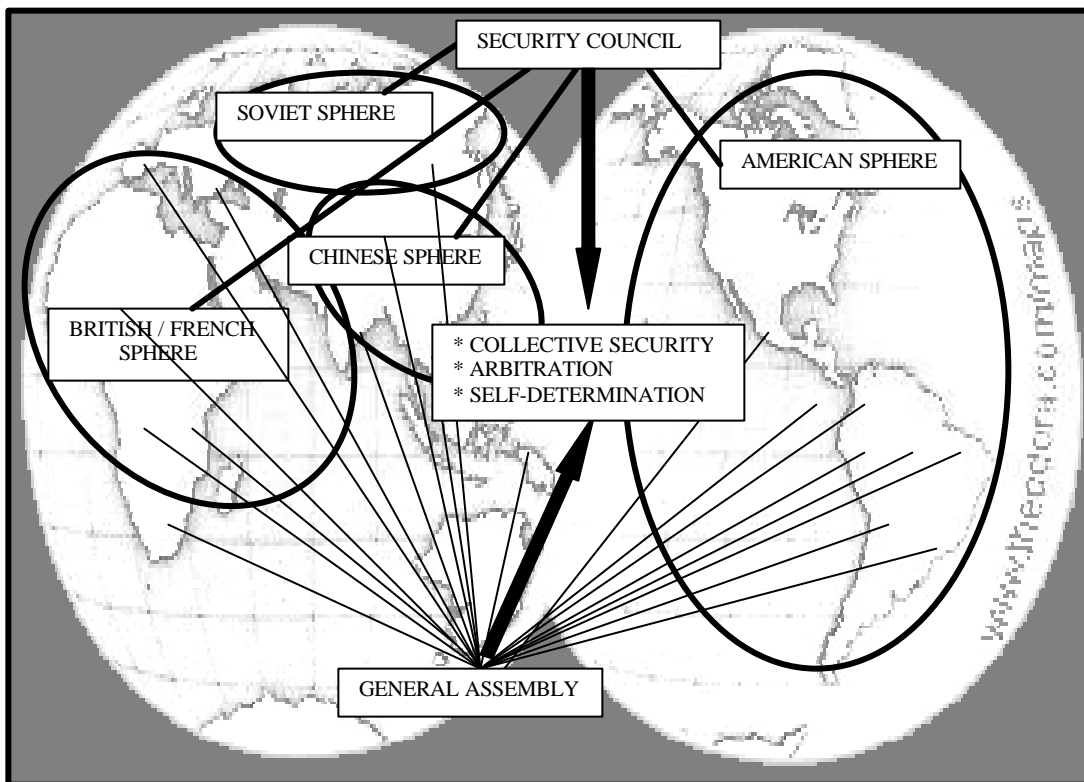 SECURITY COUNCIL
SOVIET SPHERE
AMERICAN SPHERE
CHINESE SPHERE
BRITISH / FRENCH
SPHERE
* COLLECTIVE SECURITY
* ARBITRATION
* SELF-DETERMINATION
GENERAL ASSEMBLY
www.theodora.com/maps